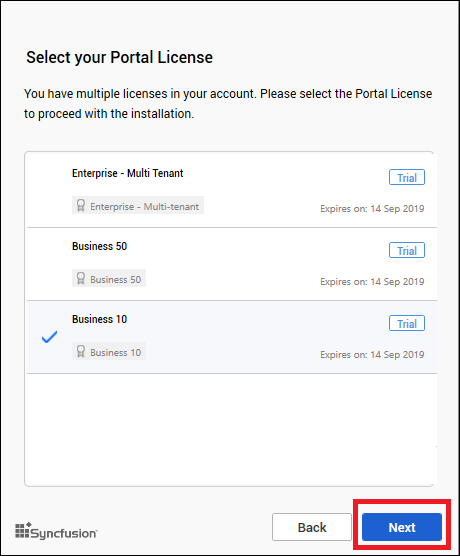 Select your Portal License
You have multiple licenses in your account. Please select the Portal License
to proceed with the installation.
Enterprise - Multi Tenant
Trial
Enterprise - Multi-tenant
Expires on: 14 Sep 2019
Business 50
Trial
Business 50
Expires on: 14 Sep 2019
Business 10
Trial
Business 10
Expires on: 14 Sep 2019
Syncfusion
Back
Next